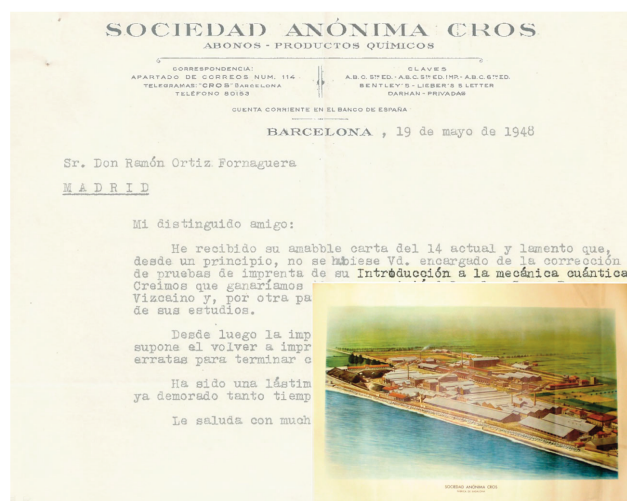 SOCIEDAD ANÓNIMA CROS
ABONOS - PRODUCTOS QUÍMICOS
CORRESPONDENCIA:
APARTADO DE CORREOS NUM. 114
TELEGRAMAS: "CROS" BARCELONA
TELÉFONO 80153
CLAVES
A.B.C. 5TH ED. - A.B.C. 5TH ED. IMP. - A.B.C. 6TH ED.
BENTLEY'S - LIEBER'S 5 LETTER
DARHAN - PRIVADAS
CUENTA CORRIENTE EN EL BANCO DE ESPAÑA
BARCELONA , 19 de mayo de 1948
Sr. Don Ramón Ortiz Fornaguera
MADRID
Mi distinguido amigo:
He recibido su amabble carta del 14 actual y lamento que,
desde un principio, no se hubiese Vd. encargado de la corrección
de pruebas de imprenta de su Introducción a la mecánica cuántica
Creimos que ganaríamos
Vizcaino y, por otra pa
de sus estudios.
Desde luego la imp
supone el volver a impr
erratas para terminar c
Ha sido una lástim
ya demorado tanto tiemp
Le saluda con much
SOCIEDAD ANÓNIMA CROS